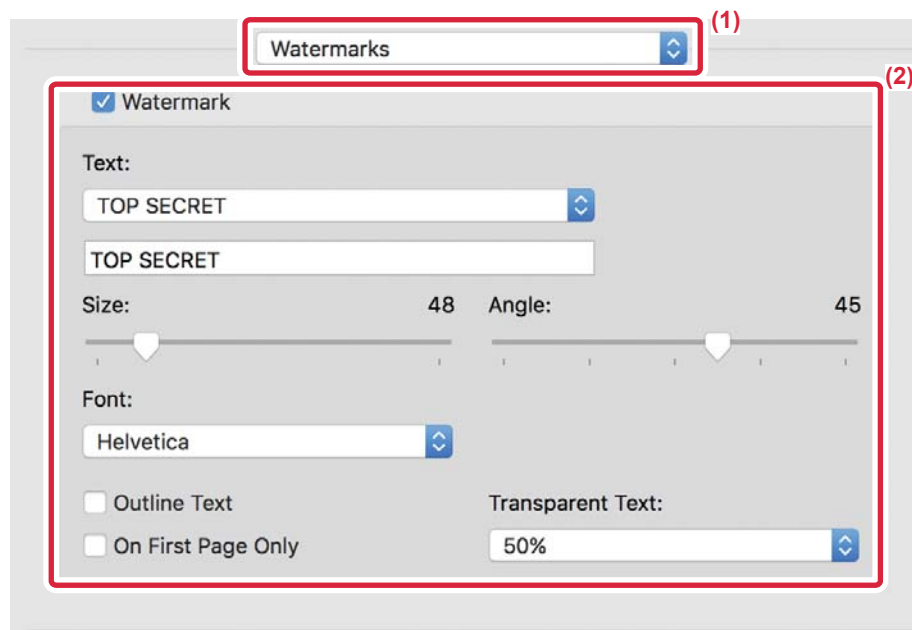 (1)
Watermarks
(2)
Watermark
Text:
TOP SECRET
TOP SECRET
Size: 48 Angle: 45
Font:
Helvetica
Outline Text Transparent Text:
On First Page Only 50%